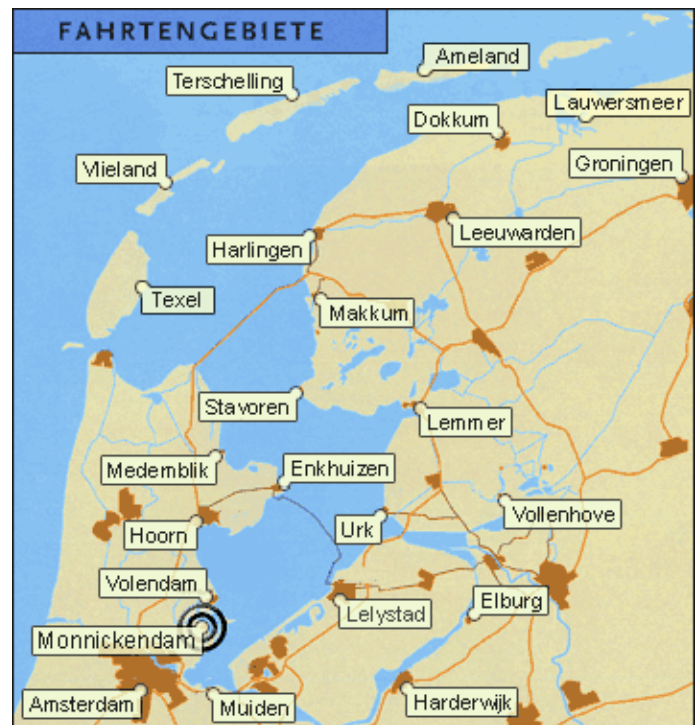 FAHRTENGEBIETE
Ameland
Terschelling
Lauwersmeer
Dokkum
Vlieland
Groningen
Leeuwarden
Harlingen
Texel
Makkum
Stavoren
Lemmer
Medemblik
Enkhuizen
Vollenhove
Hoorn
Urk
Volendam
Elburg
Lelystad
Monnickendam
Amsterdam
Muiden
Harderwijk